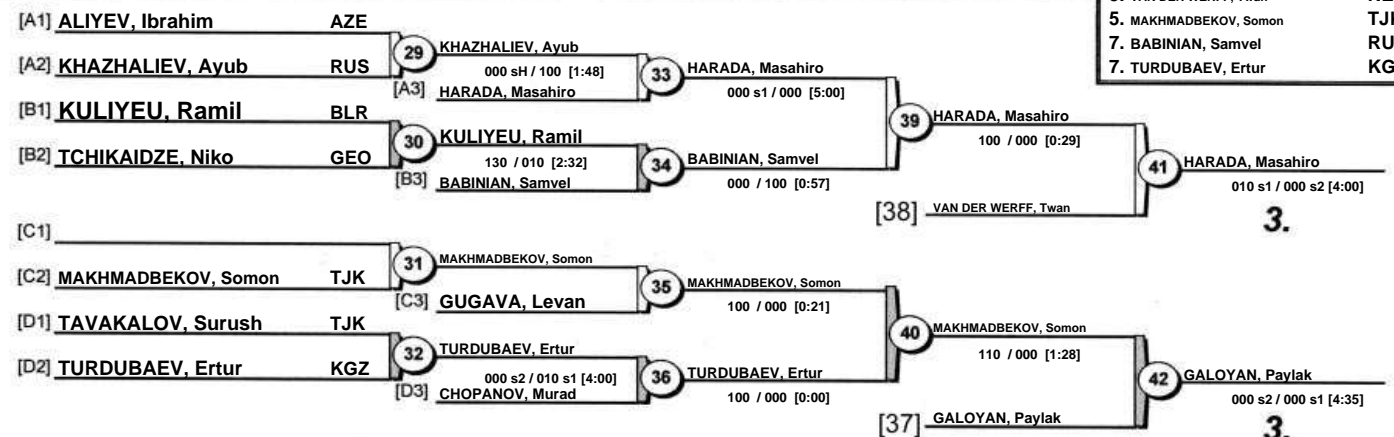 [A1] ALIYEV, Ibrahim AZE
[A2] KHAZHALIEV, Ayub RUS
29
KHAZHALIEV, Ayub
000 sH / 100 [1:48]
[A3] HARADA, Masahiro
33
HARADA, Masahiro
000 s1 / 000 [5:00]
[B1] KULIYEU, Ramil BLR
[B2] TCHIKAIDZE, Niko GEO
30
KULIYEU, Ramil
130 / 010 [2:32]
[B3] BABINIAN, Samvel
34
BABINIAN, Samvel
000 / 100 [0:57]
39
HARADA, Masahiro
100 / 000 [0:29]
[38] VAN DER WERFF, Twan
41
HARADA, Masahiro
010 s1 / 000 s2 [4:00]
3.
[C1]
[C2] MAKHMADBEKOV, Somon TJK
31
MAKHMADBEKOV, Somon
[C3] GUGAVA, Levan
35
MAKHMADBEKOV, Somon
100 / 000 [0:21]
[D1] TAVAKALOV, Surush TJK
[D2] TURDUBAEV, Ertur KGZ
32
TURDUBAEV, Ertur
000 s2 / 010 s1 [4:00]
[D3] CHOPANOV, Murad
36
TURDUBAEV, Ertur
100 / 000 [0:00]
40
MAKHMADBEKOV, Somon
110 / 000 [1:28]
[37] GALOYAN, Paylak
42
GALOYAN, Paylak
000 s2 / 000 s1 [4:35]
3.
5. MAKHMADBEKOV, Somon TJK
7. BABINIAN, Samvel RU
7. TURDUBAEV, Ertur KG